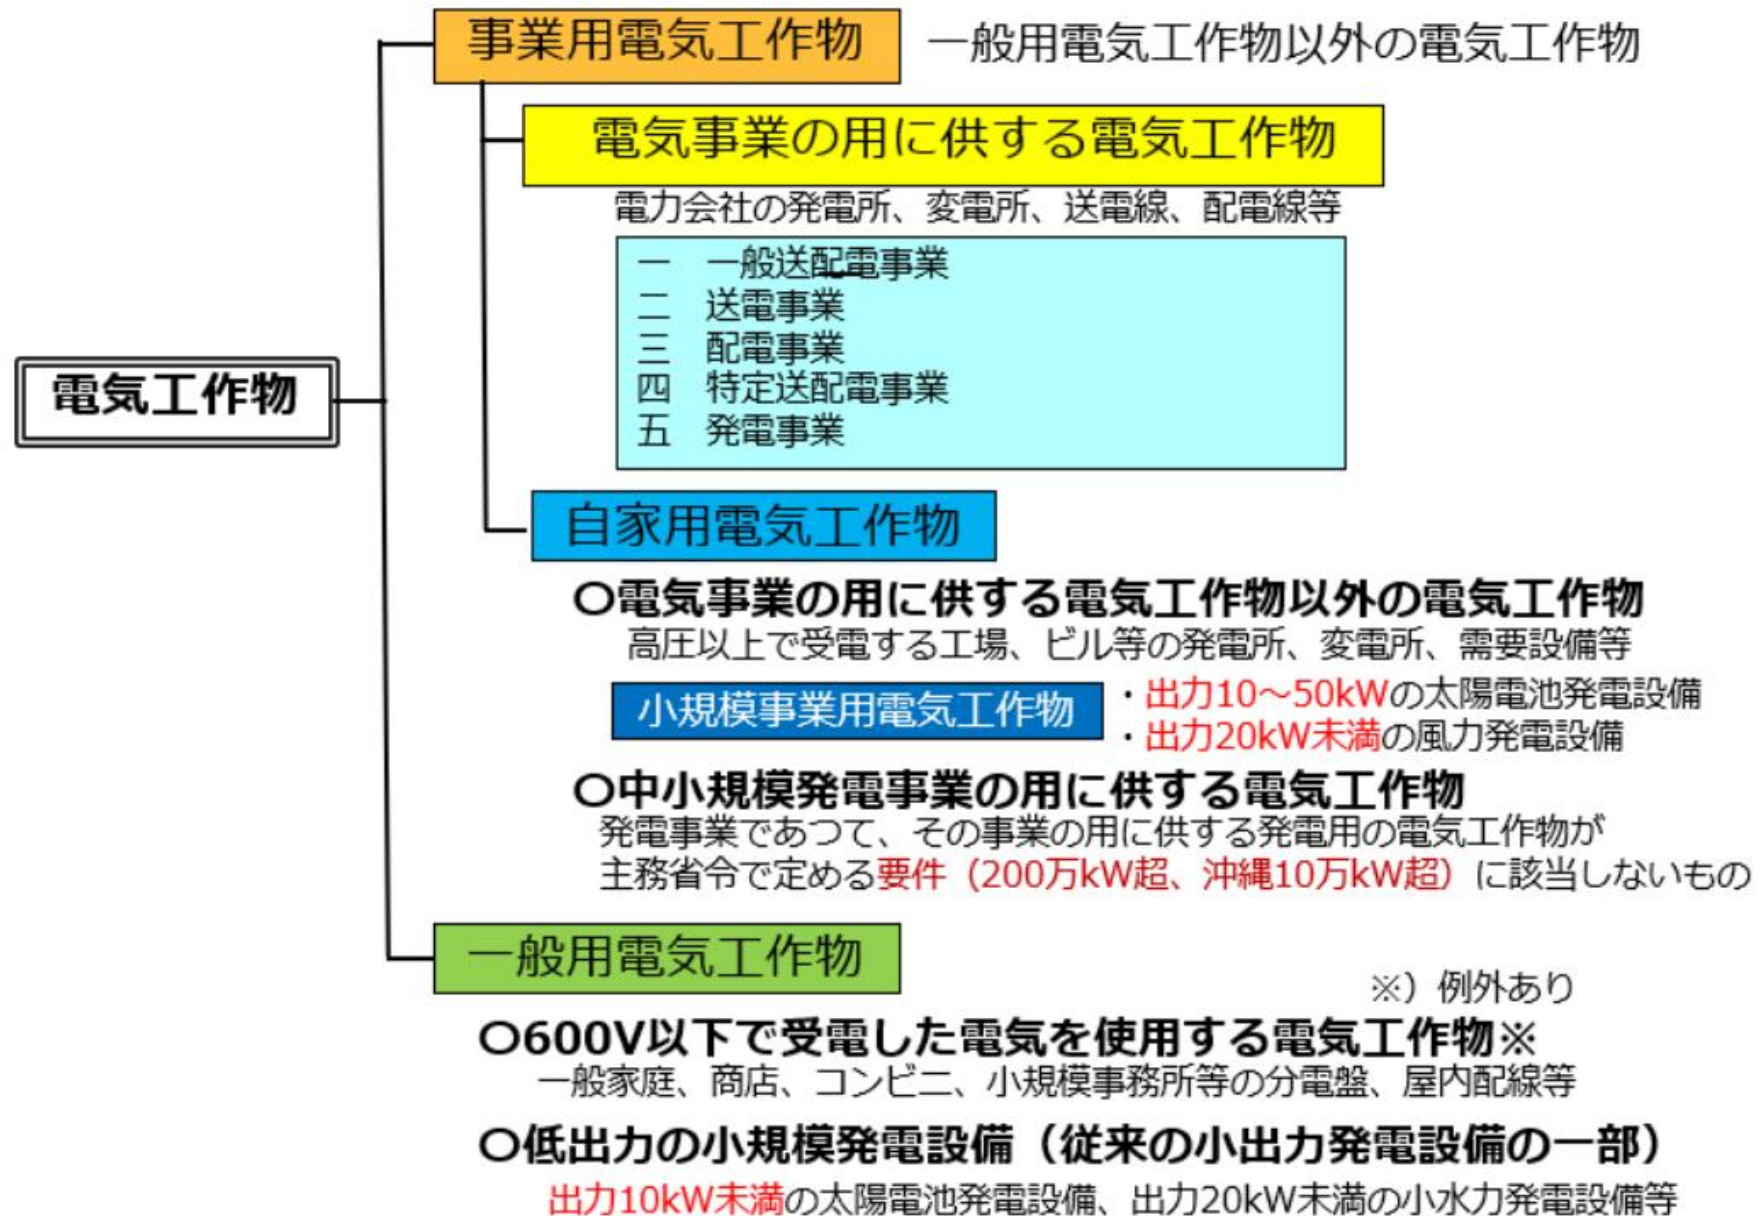 事業用電気工作物
一般用電気工作物以外の電気工作物
電気事業の用に供する電気工作物
電力会社の発電所、変電所、送電線、配電線等
一　一般送配電事業
二　送電事業
三　配電事業
四　特定送配電事業
五　発電事業
電気工作物
自家用電気工作物
〇電気事業の用に供する電気工作物以外の電気工作物
高圧以上で受電する工場、ビル等の発電所、変電所、需要設備等
小規模事業用電気工作物
・出力10～50kWの太陽電池発電設備
・出力20kW未満の風力発電設備
〇中小規模発電事業の用に供する電気工作物
発電事業であつて、その事業の用に供する発電用の電気工作物が
主務省令で定める要件（200万kW超、沖縄10万kW超）に該当しないもの
一般用電気工作物
※）例外あり
〇600V以下で受電した電気を使用する電気工作物※
一般家庭、商店、コンビニ、小規模事務所等の分電盤、屋内配線等
〇低出力の小規模発電設備（従来の小出力発電設備の一部）
出力10kW未満の太陽電池発電設備、出力20kW未満の小水力発電設備等